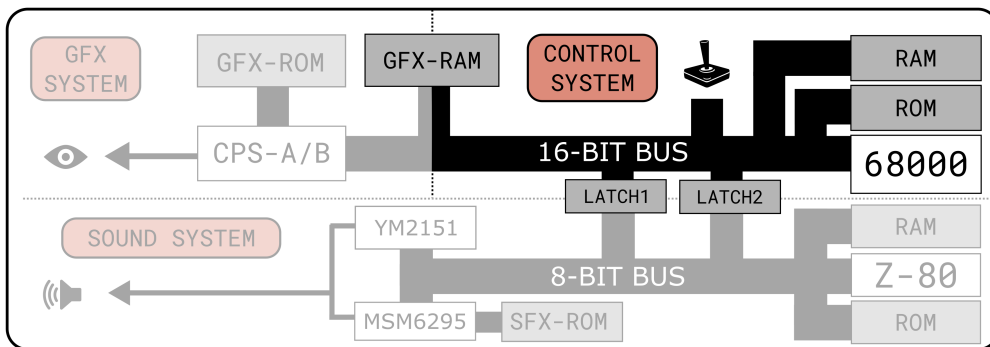 GFX
SYSTEM
GFX-ROM
GFX-RAM
CONTROL
SYSTEM
RAM
ROM
CPS-A/B
16-BIT BUS
68000
LATCH1
LATCH2
SOUND SYSTEM
YM2151
RAM
8-BIT BUS
Z-80
MSM6295
SFX-ROM
ROM